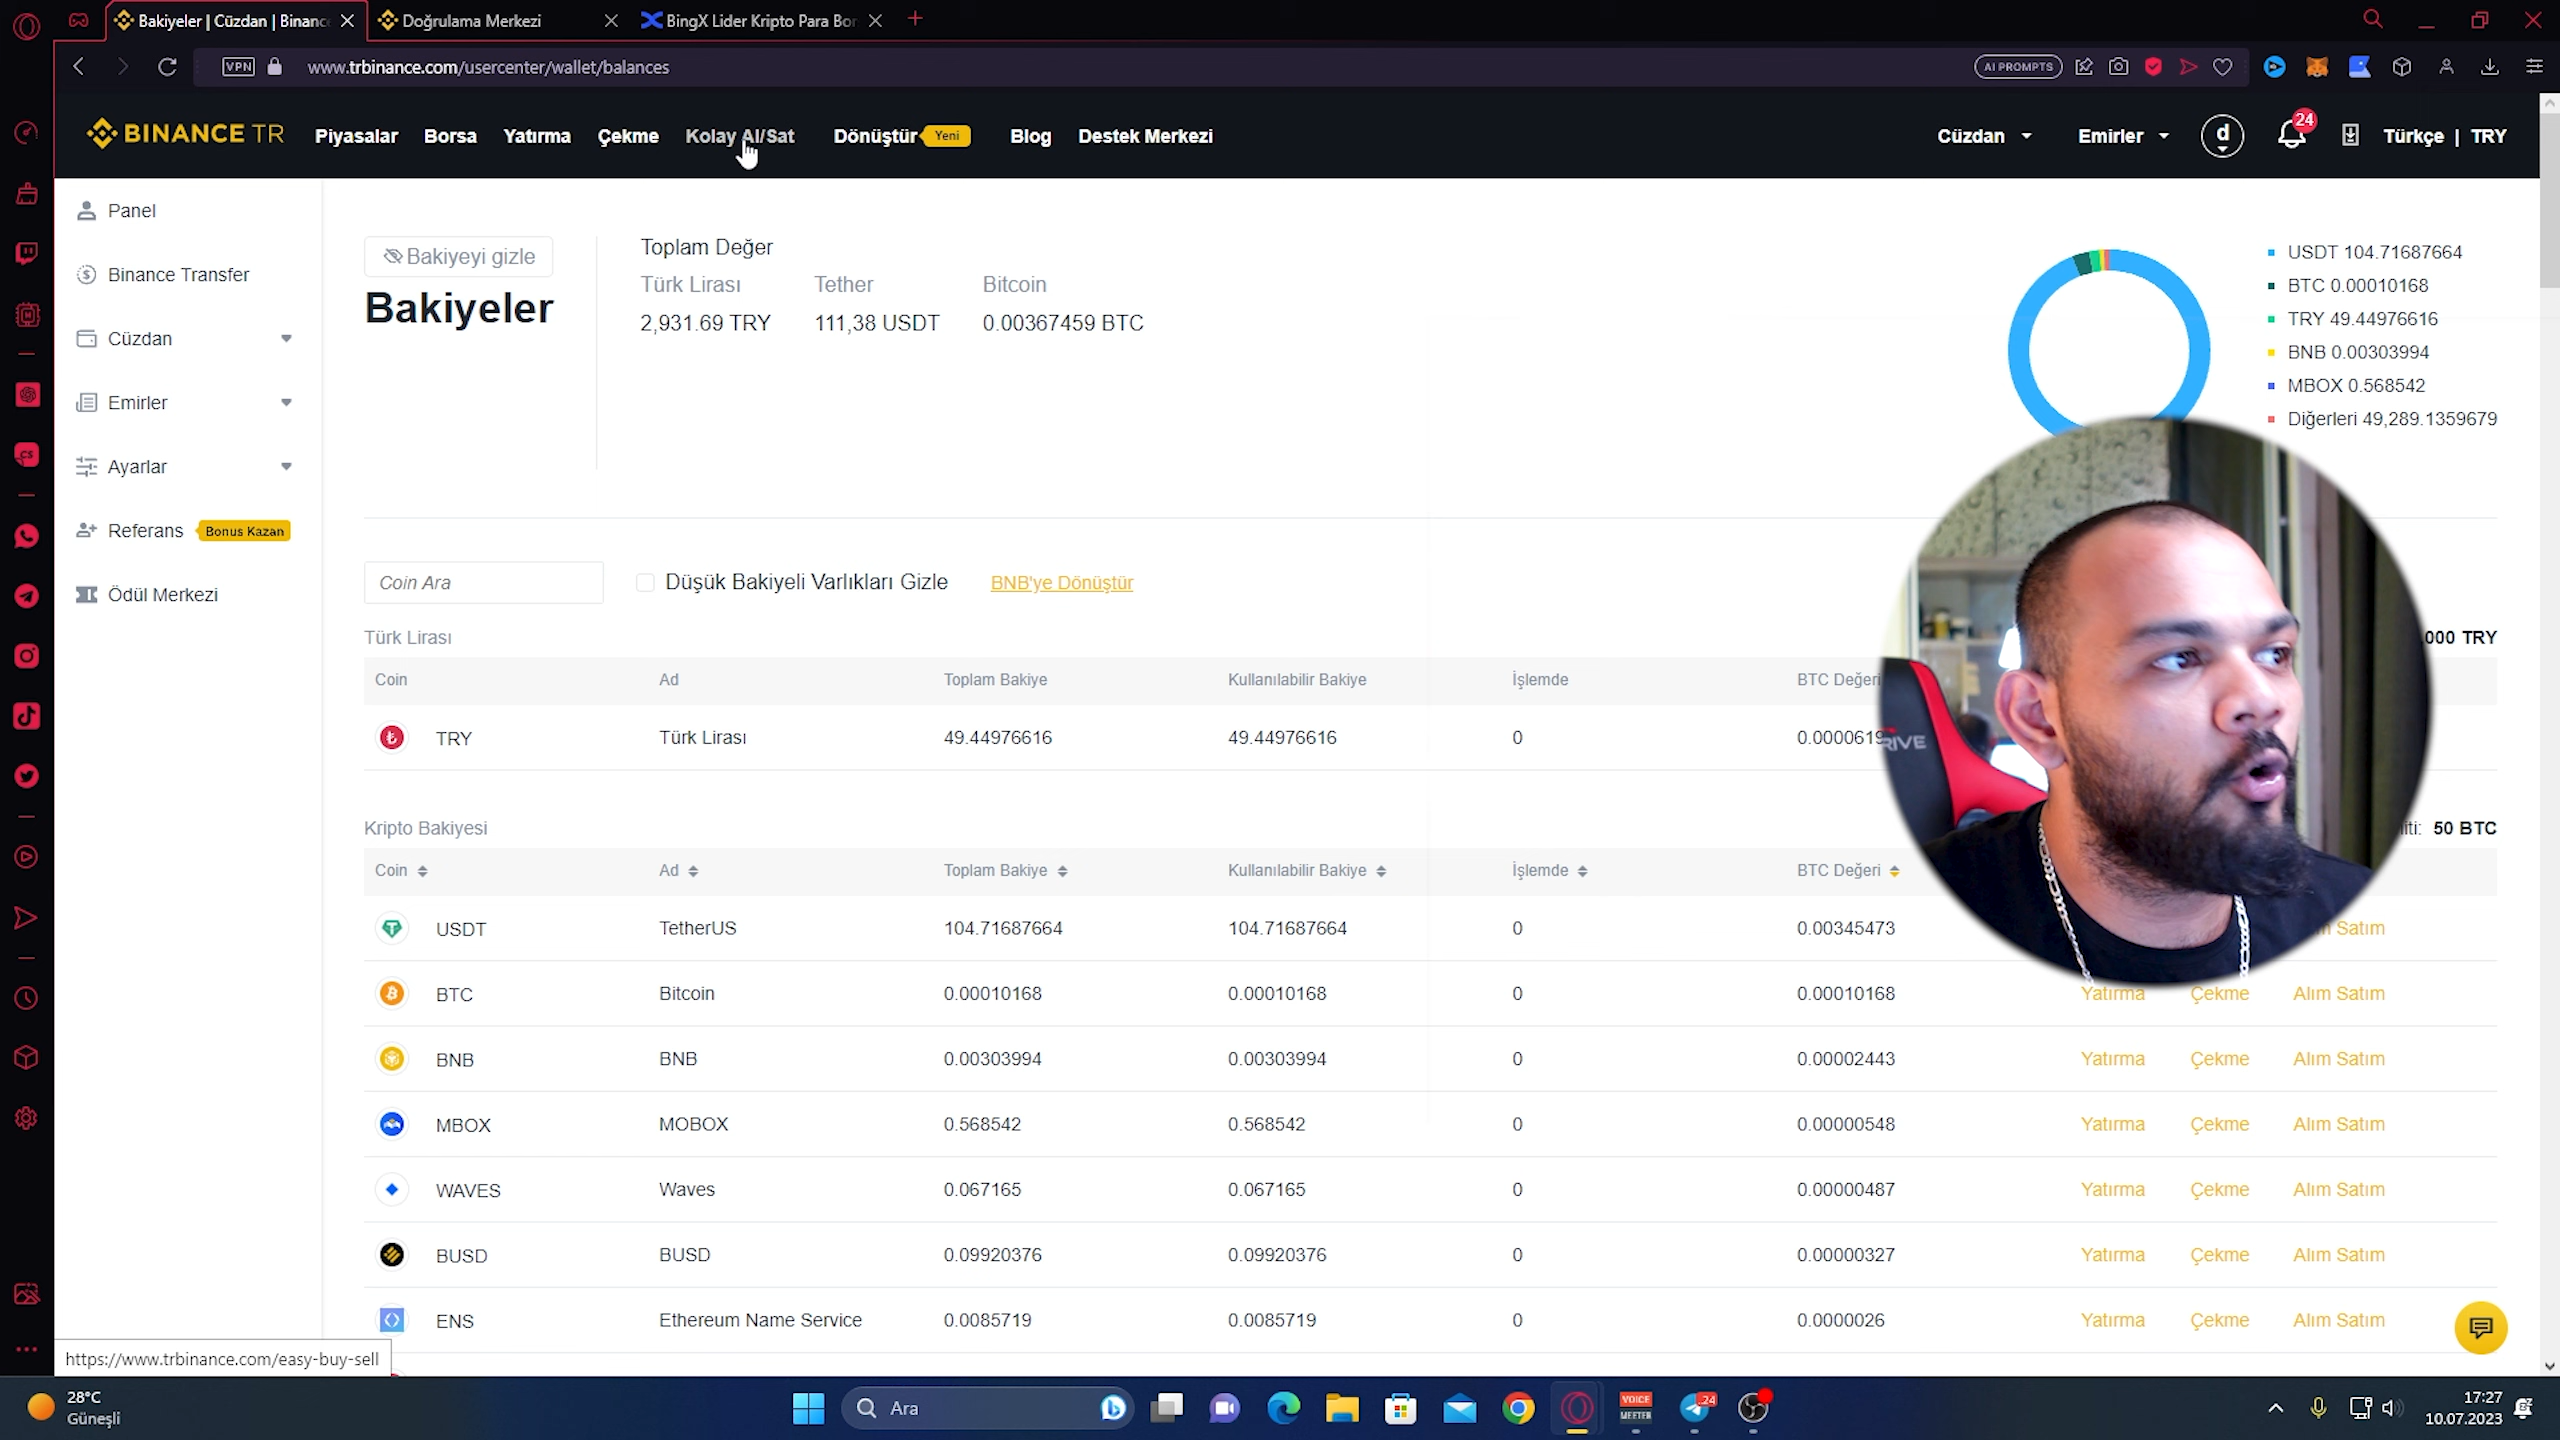 Bakiyeler | Cüzdan | Binanc
Doğrulama Merkezi
BingX Lider Kripto Para Bor
VPN
www.trbinance.com/usercenter/wallet/balances
AI PROMPTS
BINANCE TR
Piyasalar
Borsa
Yatırma
Çekme
Kolay Al/Sat
Dönüştür
Yeni
Blog
Destek Merkezi
Cüzdan
Emirler
d
24
Türkçe | TRY
Panel
Binance Transfer
Cüzdan
Emirler
Ayarlar
Referans
Bonus Kazan
Ödül Merkezi
Bakiyeyi gizle
Bakiyeler
Toplam Değer
Türk Lirası Tether Bitcoin
2,931.69 TRY 111,38 USDT 0.00367459 BTC
USDT 104.71687664
BTC 0.00010168
TRY 49.44976616
BNB 0.00303994
MBOX 0.568542
Diğerleri 49,289.1359679
Coin Ara
Düşük Bakiyeli Varlıkları Gizle
BNB'ye Dönüştür
Türk Lirası
000 TRY
Coin Ad Toplam Bakiye Kullanılabilir Bakiye İşlemde BTC Değeri
TRY Türk Lirası 49.44976616 49.44976616 0 0.0000619
RIVE
Kripto Bakiyesi
iti: 50 BTC
Coin Ad Toplam Bakiye Kullanılabilir Bakiye İşlemde BTC Değeri
USDT TetherUS 104.71687664 104.71687664 0 0.00345473 Satım
BTC Bitcoin 0.00010168 0.00010168 0 0.00010168 Yatırma Çekme Alım Satım
BNB BNB 0.00303994 0.00303994 0 0.00002443 Yatırma Çekme Alım Satım
MBOX MOBOX 0.568542 0.568542 0 0.00000548 Yatırma Çekme Alım Satım
WAVES Waves 0.067165 0.067165 0 0.00000487 Yatırma Çekme Alım Satım
BUSD BUSD 0.09920376 0.09920376 0 0.00000327 Yatırma Çekme Alım Satım
ENS Ethereum Name Service 0.0085719 0.0085719 0 0.0000026 Yatırma Çekme Alım Satım
https://www.trbinance.com/easy-buy-sell
28°C
Güneşli
Ara
VOICE
MEETER
24
17:27
10.07.2023